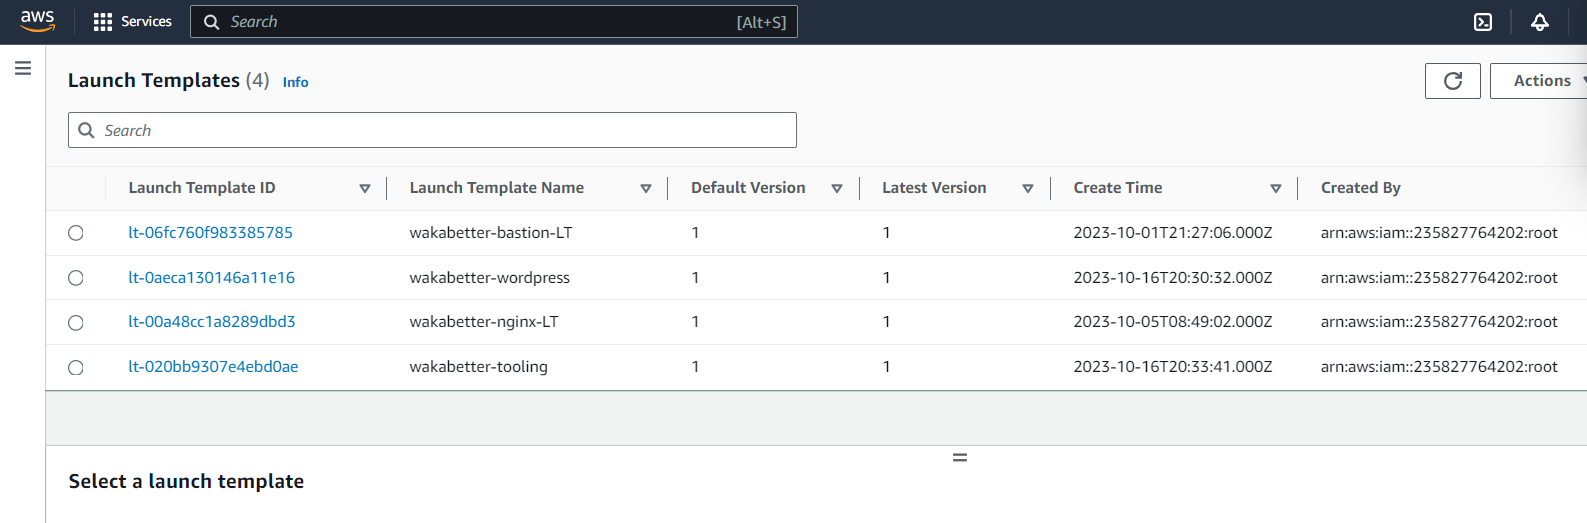 aws Services Search [Alt+S]
Launch Templates (4) Info Actions
Search
Launch Template ID Launch Template Name Default Version Latest Version Create Time Created By
lt-06fc760f983385785 wakabetter-bastion-LT 1 1 2023-10-01T21:27:06.000Z arn:aws:iam::235827764202:root
lt-0aeca130146a11e16 wakabetter-wordpress 1 1 2023-10-16T20:30:32.000Z arn:aws:iam::235827764202:root
lt-00a48cc1a8289dbd3 wakabetter-nginx-LT 1 1 2023-10-05T08:49:02.000Z arn:aws:iam::235827764202:root
lt-020bb9307e4ebd0ae wakabetter-tooling 1 1 2023-10-16T20:33:41.000Z arn:aws:iam::235827764202:root
Select a launch template